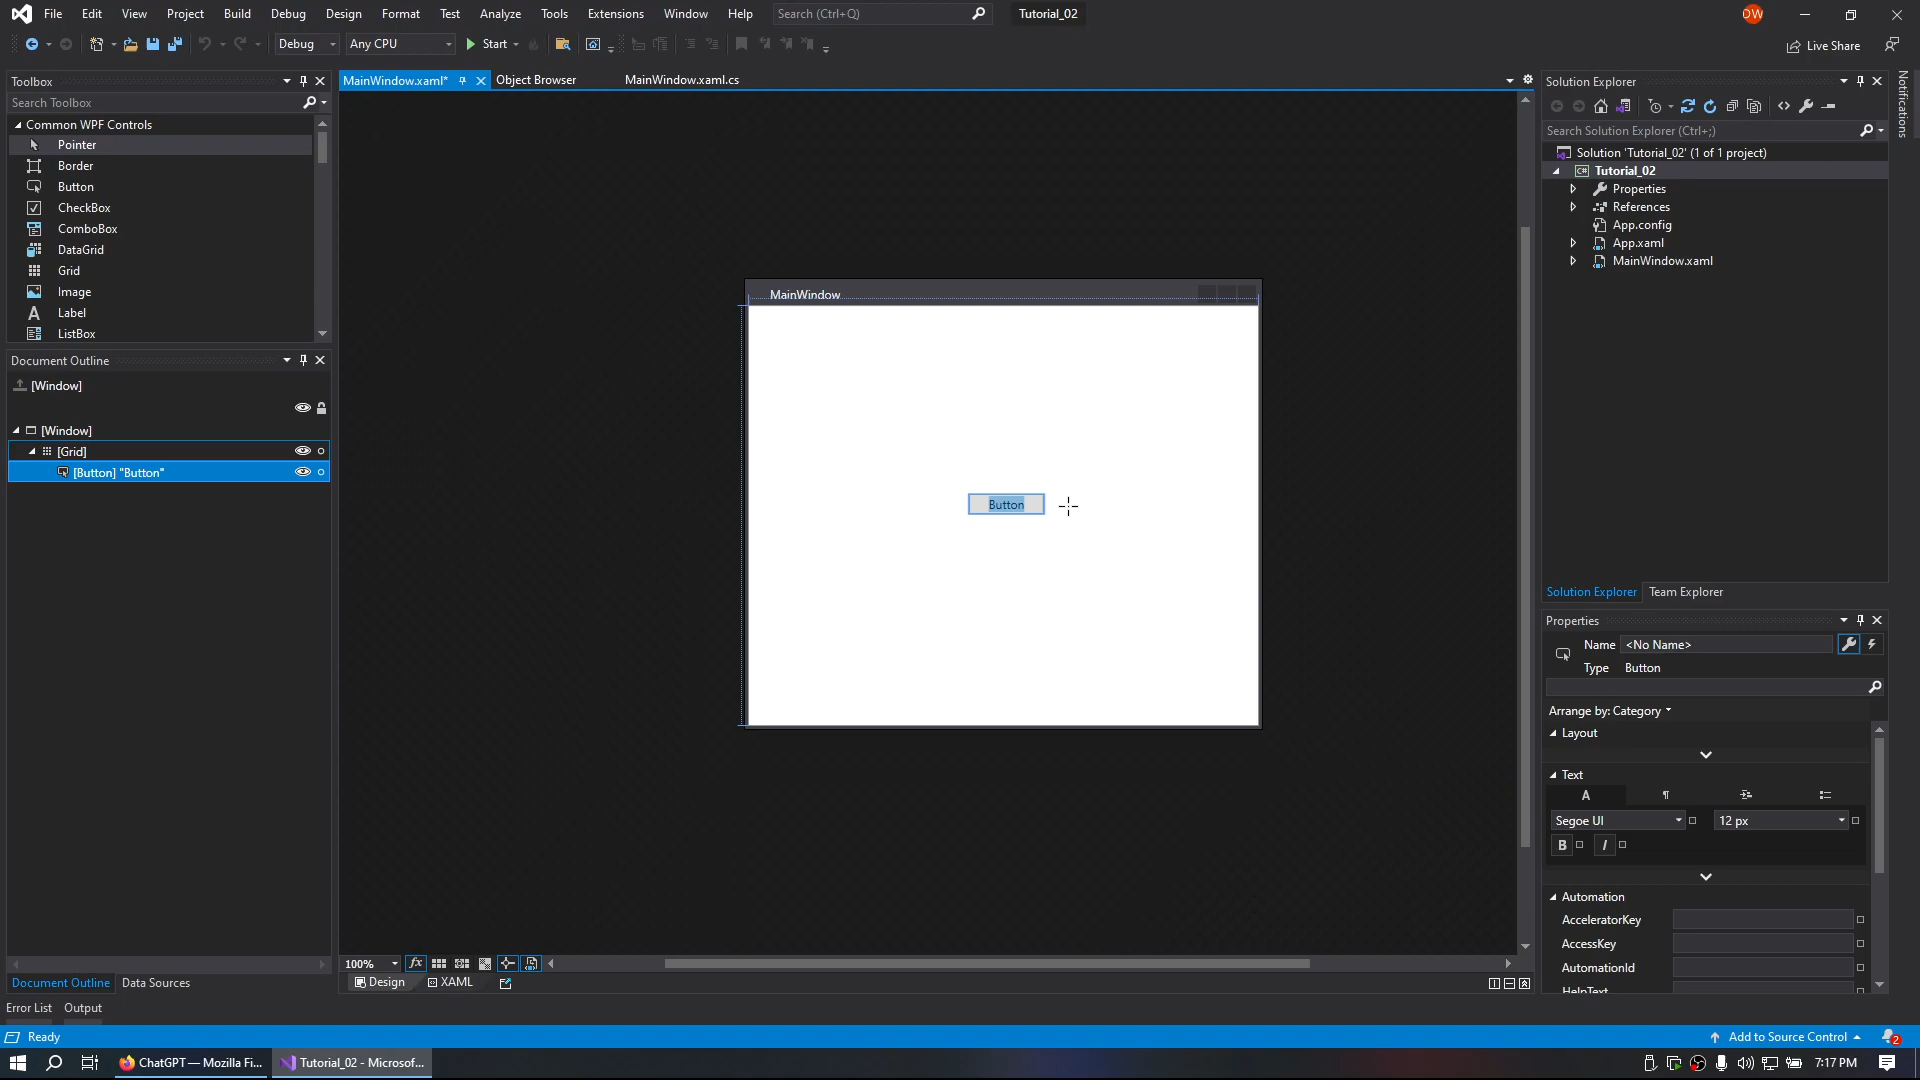 File Edit View Project Build Debug Design Format Test Analyze Tools Extensions Window Help Search (Ctrl+Q) Tutorial_02 DW
Debug Any CPU Start Live Share
Toolbox
Search Toolbox
Common WPF Controls
Pointer
Border
Button
CheckBox
ComboBox
DataGrid
Grid
Image
Label
ListBox
Document Outline
[Window]
[Window]
[Grid]
[Button] "Button"
Document Outline Data Sources
Error List Output
MainWindow.xaml* Object Browser MainWindow.xaml.cs
MainWindow
Button
100%
Design XAML
Solution Explorer
Search Solution Explorer (Ctrl+;)
Solution 'Tutorial_02' (1 of 1 project)
Tutorial_02
Properties
References
App.config
App.xaml
MainWindow.xaml
Solution Explorer Team Explorer
Properties
Name <No Name>
Type Button
Arrange by: Category
Layout
Text
A
Segoe UI 12 px
B I
Automation
AcceleratorKey
AccessKey
AutomationId
HelpText
Notifications
Ready Add to Source Control 2
ChatGPT — Mozilla Fi... Tutorial_02 - Microsof... 7:17 PM